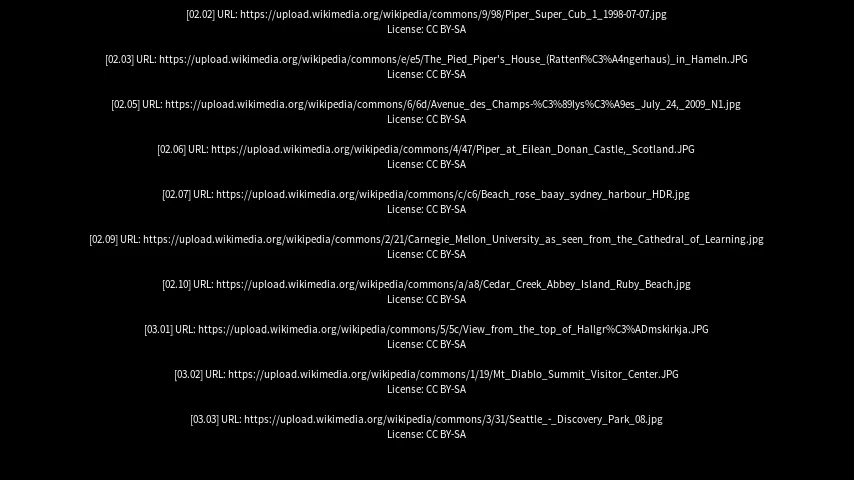 [02.02] URL: https://upload.wikimedia.org/wikipedia/commons/9/98/Piper_Super_Cub_1_1998-07-07.jpg
License: CC BY-SA
[02.03] URL: https://upload.wikimedia.org/wikipedia/commons/e/e5/The_Pied_Piper's_House_(Rattenf%C3%A4ngerhaus)_in_Hameln.JPG
License: CC BY-SA
[02.05] URL: https://upload.wikimedia.org/wikipedia/commons/6/6d/Avenue_des_Champs-%C3%89lys%C3%A9es_July_24,_2009_N1.jpg
License: CC BY-SA
[02.06] URL: https://upload.wikimedia.org/wikipedia/commons/4/47/Piper_at_Eilean_Donan_Castle,_Scotland.JPG
License: CC BY-SA
[02.07] URL: https://upload.wikimedia.org/wikipedia/commons/c/c6/Beach_rose_baay_sydney_harbour_HDR.jpg
License: CC BY-SA
[02.09] URL: https://upload.wikimedia.org/wikipedia/commons/2/21/Carnegie_Mellon_University_as_seen_from_the_Cathedral_of_Learning.jpg
License: CC BY-SA
[02.10] URL: https://upload.wikimedia.org/wikipedia/commons/a/a8/Cedar_Creek_Abbey_Island_Ruby_Beach.jpg
License: CC BY-SA
[03.01] URL: https://upload.wikimedia.org/wikipedia/commons/5/5c/View_from_the_top_of_Hallgr%C3%ADmskirkja.JPG
License: CC BY-SA
[03.02] URL: https://upload.wikimedia.org/wikipedia/commons/1/19/Mt_Diablo_Summit_Visitor_Center.JPG
License: CC BY-SA
[03.03] URL: https://upload.wikimedia.org/wikipedia/commons/3/31/Seattle_-_Discovery_Park_08.jpg
License: CC BY-SA